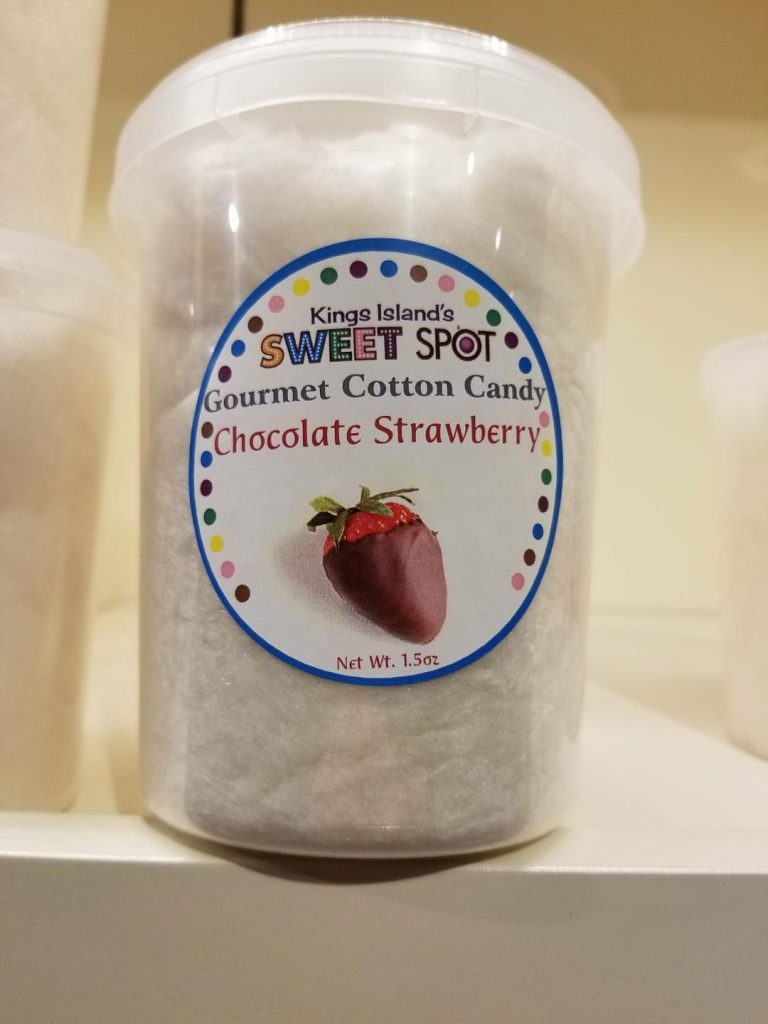 Kings Island's
SWEET SPOT
Gourmet Cotton Candy
Chocolate Strawberry
Net Wt. 1.5oz